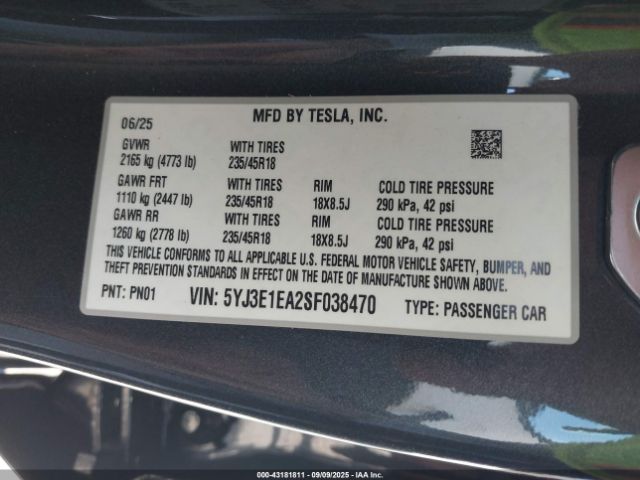 MFD BY TESLA, INC.
06/25
GVWR WITH TIRES
2165 kg (4773 lb) 235/45R18
GAWR FRT WITH TIRES RIM COLD TIRE PRESSURE
1110 kg (2447 lb) 235/45R18 18X8.5J 290 kPa, 42 psi
GAWR RR WITH TIRES RIM COLD TIRE PRESSURE
1260 kg (2778 lb) 235/45R18 18X8.5J 290 kPa, 42 psi
THIS VEHICLE CONFORMS TO ALL APPLICABLE U.S. FEDERAL MOTOR VEHICLE SAFETY, BUMPER, AND
THEFT PREVENTION STANDARDS IN EFFECT ON THE DATE OF MANUFACTURE SHOWN ABOVE.
PNT: PN01 VIN: 5YJ3E1EA2SF038470 TYPE: PASSENGER CAR
000-43181811 - 09/09/2025 - IAAI.COM